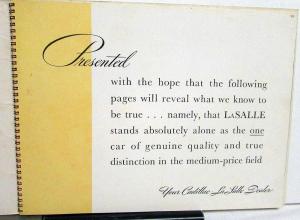 Presented
with the hope that the following
pages will reveal what we know to
be true . . . namely, that LASALLE
stands absolutely alone as the one
car of genuine quality and true
distinction in the medium-price field
Your Cadillac-LaSalle Dealer